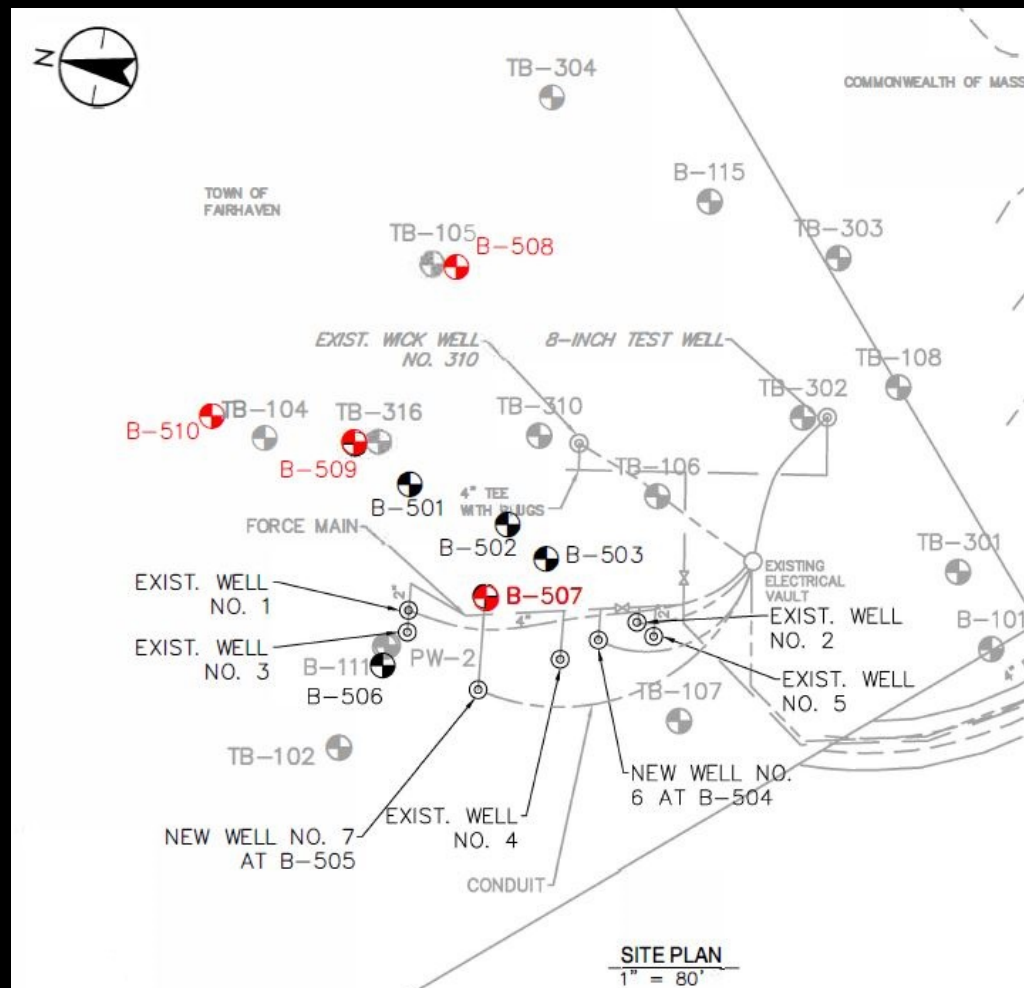 N
TB-304
COMMONWEALTH OF MASS
TOWN OF
FAIRHAVEN
B-115
TB-105
B-508
TB-303
EXIST. WICK WELL
NO. 310
8-INCH TEST WELL
TB-108
B-510
TB-104
TB-316
TB-310
TB-302
B-509
B-501
4" TEE
WITH PLUGS
TB-106
FORCE MAIN
B-502
B-503
TB-301
EXISTING
ELECTRICAL
VAULT
EXIST. WELL
NO. 1
2"
B-507
4"
2"
EXIST. WELL
NO. 2
B-101
EXIST. WELL
NO. 3
B-111
PW-2
B-506
4"
EXIST. WELL
NO. 5
TB-107
TB-102
NEW WELL NO.
6 AT B-504
EXIST. WELL
NO. 4
NEW WELL NO. 7
AT B-505
CONDUIT
SITE PLAN
1" = 80'